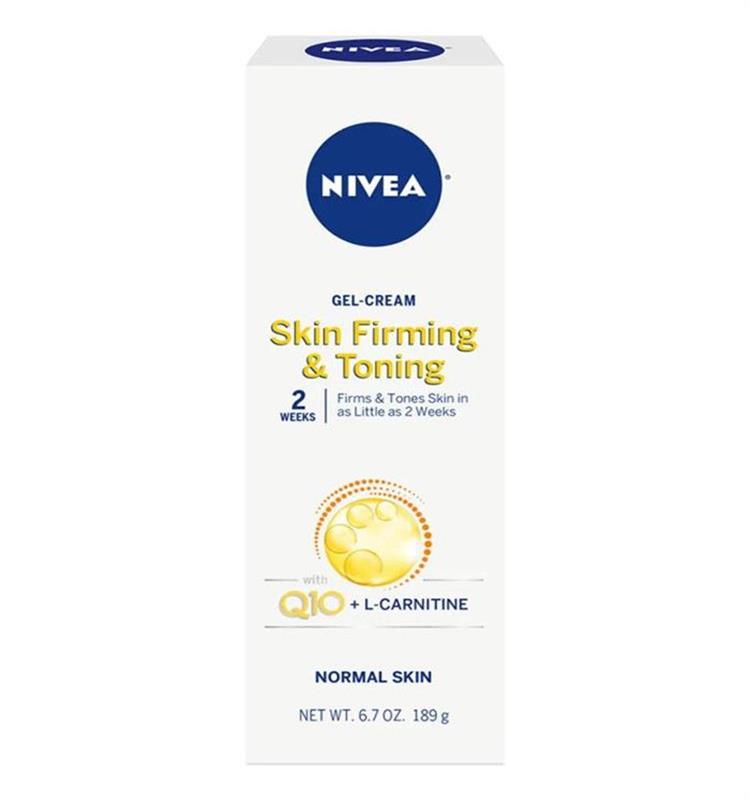 NIVEA
NIVEA
GEL-CREAM
Skin Firming
& Toning
2
WEEKS
Firms & Tones Skin in
as Little as 2 Weeks
with
Q10 + L-CARNITINE
NORMAL SKIN
NET WT. 6.7 OZ. 189 g